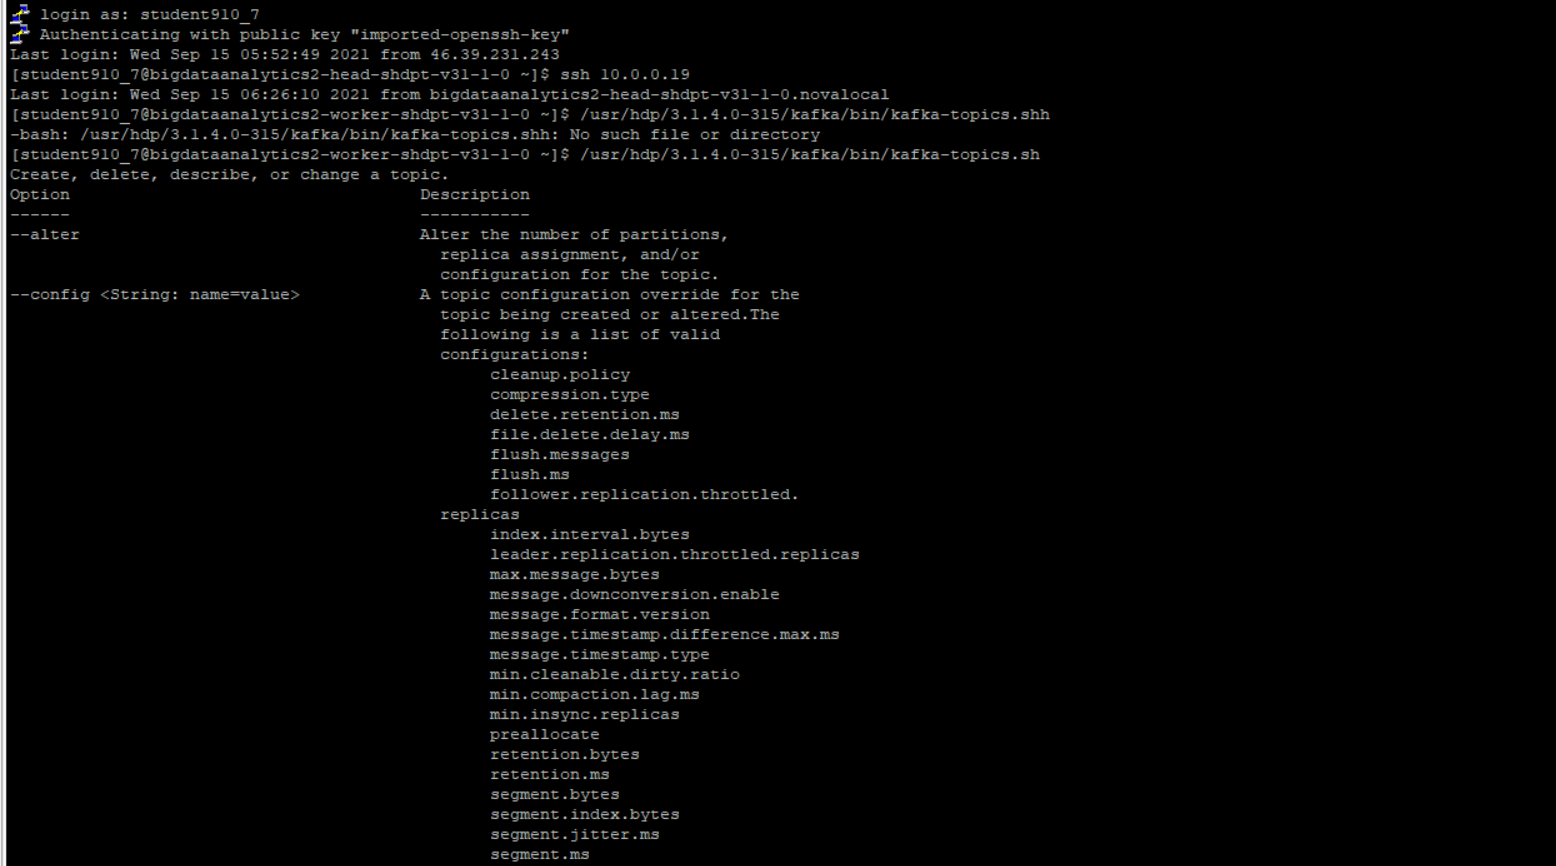 login as: student910_7
Authenticating with public key "imported-openssh-key"
Last login: Wed Sep 15 05:52:49 2021 from 46.39.231.243
[student910_7@bigdataanalytics2-head-shdpt-v31-1-0 ~]$ ssh 10.0.0.19
Last login: Wed Sep 15 06:26:10 2021 from bigdataanalytics2-head-shdpt-v31-1-0.novalocal
[student910_7@bigdataanalytics2-worker-shdpt-v31-1-0 ~]$ /usr/hdp/3.1.4.0-315/kafka/bin/kafka-topics.shh
-bash: /usr/hdp/3.1.4.0-315/kafka/bin/kafka-topics.shh: No such file or directory
[student910_7@bigdataanalytics2-worker-shdpt-v31-1-0 ~]$ /usr/hdp/3.1.4.0-315/kafka/bin/kafka-topics.sh
Create, delete, describe, or change a topic.
Option                                   Description
------                                   -----------
--alter                                  Alter the number of partitions,
                                           replica assignment, and/or
                                           configuration for the topic.
--config <String: name=value>            A topic configuration override for the
                                           topic being created or altered.The
                                           following is a list of valid
                                           configurations:
                                                cleanup.policy
                                                compression.type
                                                delete.retention.ms
                                                file.delete.delay.ms
                                                flush.messages
                                                flush.ms
                                                follower.replication.throttled.
                                           replicas
                                                index.interval.bytes
                                                leader.replication.throttled.replicas
                                                max.message.bytes
                                                message.downconversion.enable
                                                message.format.version
                                                message.timestamp.difference.max.ms
                                                message.timestamp.type
                                                min.cleanable.dirty.ratio
                                                min.compaction.lag.ms
                                                min.insync.replicas
                                                preallocate
                                                retention.bytes
                                                retention.ms
                                                segment.bytes
                                                segment.index.bytes
                                                segment.jitter.ms
                                                segment.ms